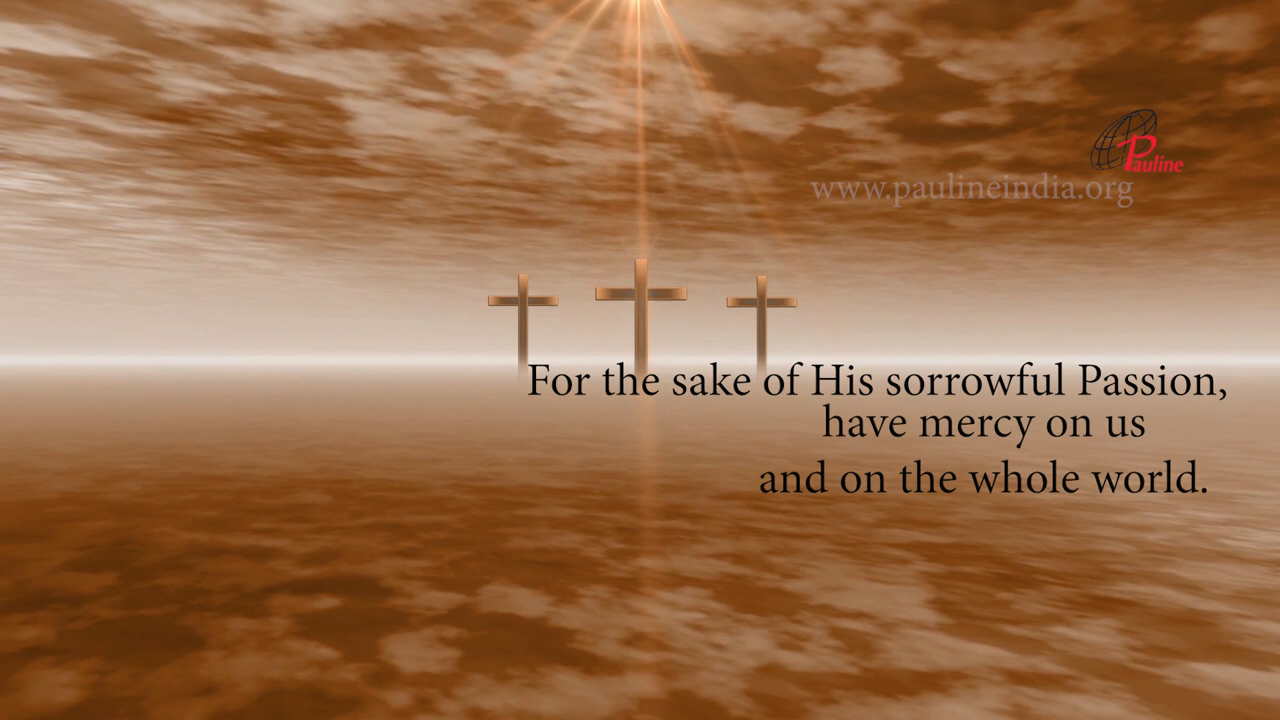 Pauline
www.paulineindia.org
For the sake of His sorrowful Passion,
have mercy on us
and on the whole world.